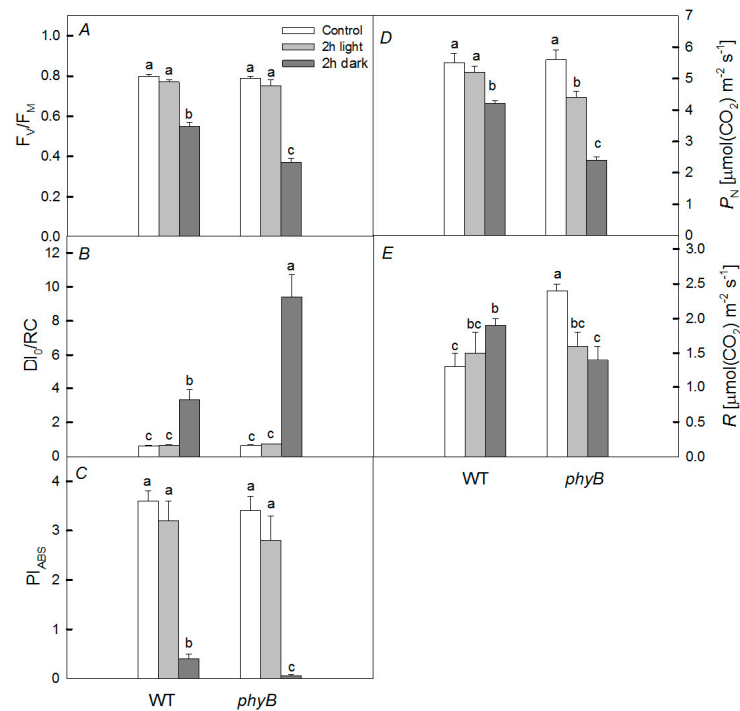 A
Control
2h light
2h dark
a a
b
a a
c
1.0
0.8
0.6
0.4
0.2
0.0
Fv/FM
D
a a
b
a
b
c
7
6
5
4
3
2
1
0
PN [μmol(CO2) m−2 s−1]
B
c c
b
c c
a
12
10
8
6
4
2
0
DI0/RC
E
c
bc
b
a
bc
c
3.0
2.5
2.0
1.5
1.0
0.5
0.0
R [μmol(CO2) m−2 s−1]
WT phyB
C
a a
b
a a
c
4
3
2
1
0
PIABS
WT phyB